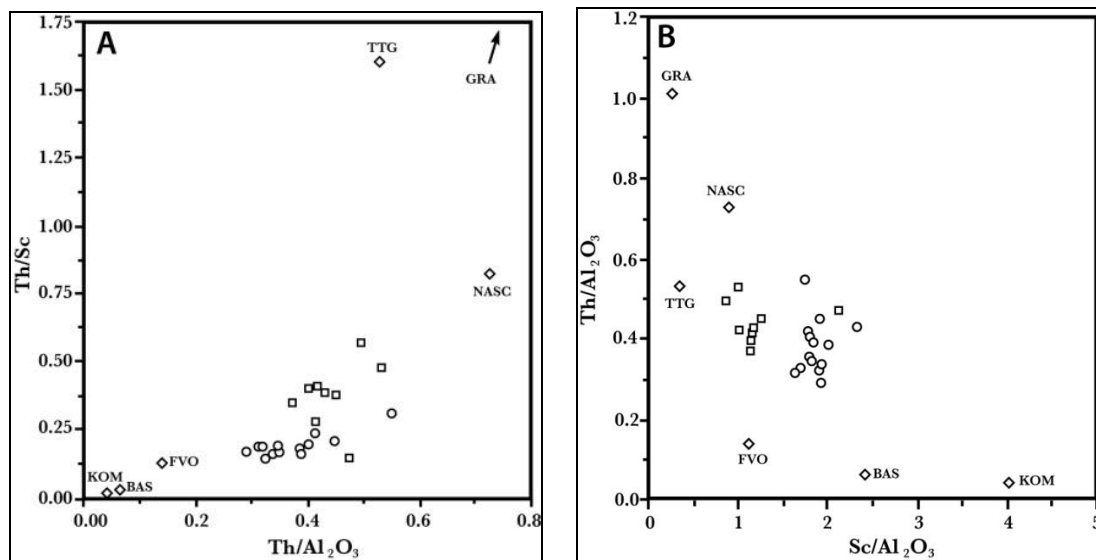 A
1.75
1.50
1.25
1.00
0.75
0.50
0.25
0.00
Th/Sc
TTG
GRA
NASC
FVO
KOM
BAS
0.00
0.2
0.4
0.6
0.8
Th/Al2O3
B
1.2
1.0
0.8
0.6
0.4
0.2
0.0
Th/Al2O3
GRA
NASC
TTG
FVO
BAS
KOM
0
1
2
3
4
5
Sc/Al2O3